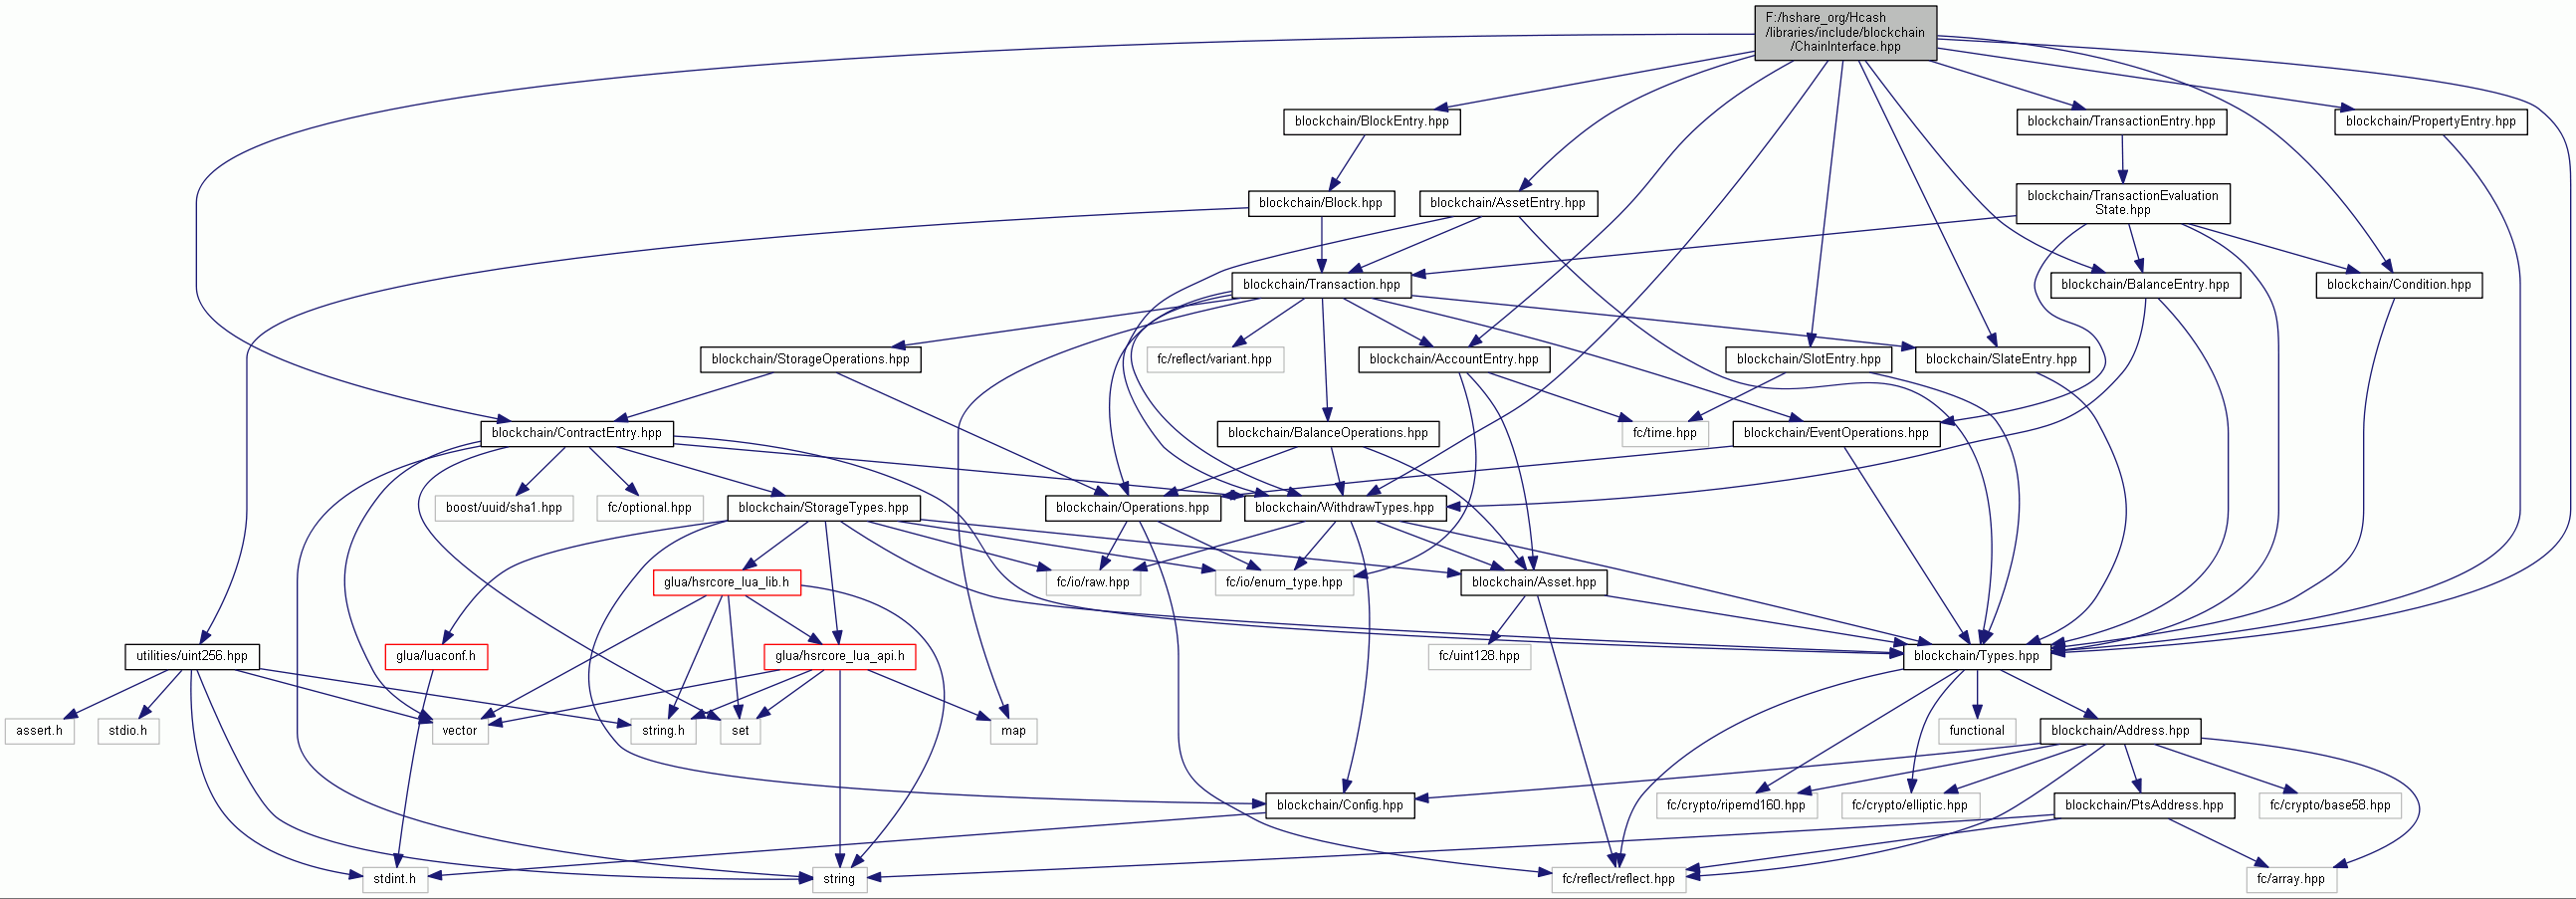 F:/hshare_org/Hcash
/libraries/include/blockchain
/ChainInterface.hpp
blockchain/BlockEntry.hpp
blockchain/TransactionEntry.hpp
blockchain/PropertyEntry.hpp
blockchain/Block.hpp
blockchain/AssetEntry.hpp
blockchain/TransactionEvaluation
State.hpp
blockchain/Transaction.hpp
blockchain/BalanceEntry.hpp
blockchain/Condition.hpp
blockchain/StorageOperations.hpp
fc/reflect/variant.hpp
blockchain/AccountEntry.hpp
blockchain/SlotEntry.hpp
blockchain/SlateEntry.hpp
blockchain/ContractEntry.hpp
blockchain/BalanceOperations.hpp
fc/time.hpp
blockchain/EventOperations.hpp
boost/uuid/sha1.hpp
fc/optional.hpp
blockchain/StorageTypes.hpp
blockchain/Operations.hpp
blockchain/WithdrawTypes.hpp
glua/hsrcore_lua_lib.h
fc/io/raw.hpp
fc/io/enum_type.hpp
blockchain/Asset.hpp
utilities/uint256.hpp
glua/luaconf.h
glua/hsrcore_lua_api.h
fc/uint128.hpp
blockchain/Types.hpp
assert.h
stdio.h
vector
string.h
set
map
functional
blockchain/Address.hpp
blockchain/Config.hpp
fc/crypto/ripemd160.hpp
fc/crypto/elliptic.hpp
blockchain/PtsAddress.hpp
fc/crypto/base58.hpp
stdint.h
string
fc/reflect/reflect.hpp
fc/array.hpp